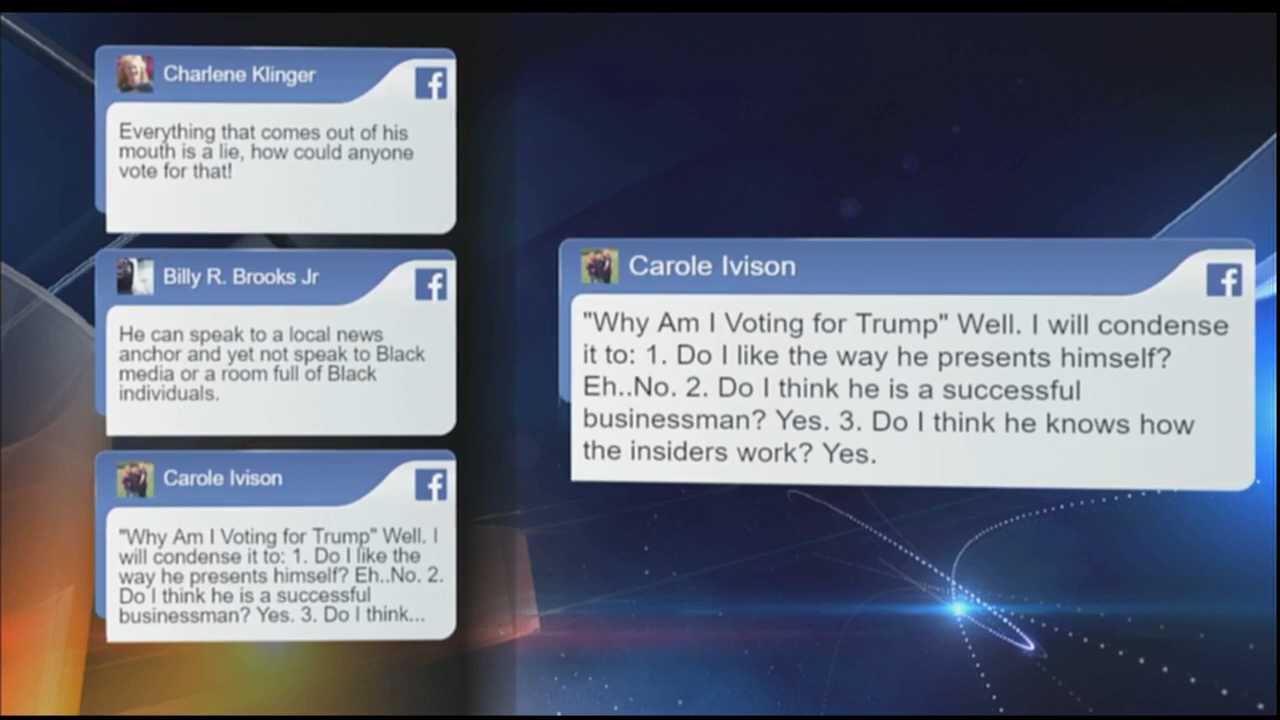 Charlene Klinger
Everything that comes out of his
mouth is a lie, how could anyone
vote for that!
Billy R. Brooks Jr
He can speak to a local news
anchor and yet not speak to Black
media or a room full of Black
individuals.
Carole Ivison
"Why Am I Voting for Trump" Well. I
will condense it to: 1. Do I like the
way he presents himself? Eh..No. 2.
Do I think he is a successful
businessman? Yes. 3. Do I think...
Carole Ivison
"Why Am I Voting for Trump" Well. I will condense
it to: 1. Do I like the way he presents himself?
Eh..No. 2. Do I think he is a successful
businessman? Yes. 3. Do I think he knows how
the insiders work? Yes.